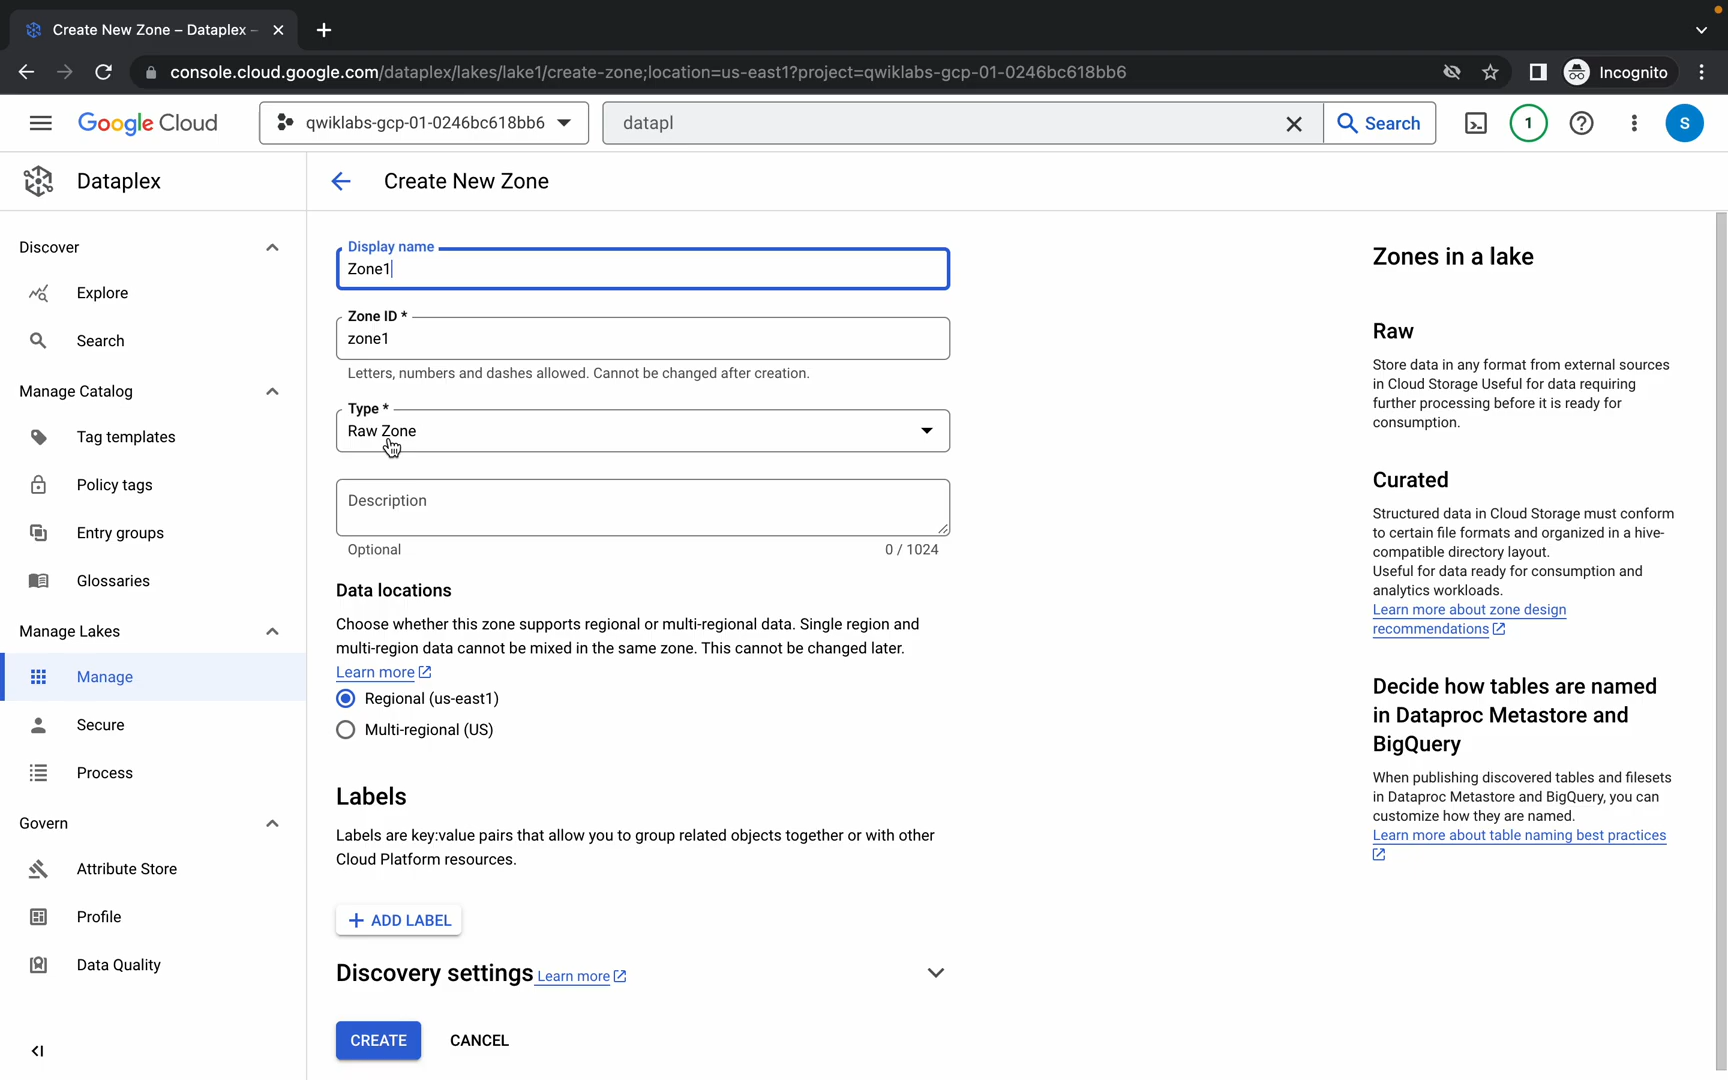 Create New Zone – Dataplex –
console.cloud.google.com/dataplex/lakes/lake1/create-zone;location=us-east1?project=qwiklabs-gcp-01-0246bc618bb6
Incognito
Google Cloud
qwiklabs-gcp-01-0246bc618bb6
datapl
Search
1
S
Dataplex
Create New Zone
Discover
Explore
Search
Manage Catalog
Tag templates
Policy tags
Entry groups
Glossaries
Manage Lakes
Manage
Secure
Process
Govern
Attribute Store
Profile
Data Quality
Display name
Zone1
Zone ID *
zone1
Letters, numbers and dashes allowed. Cannot be changed after creation.
Type *
Raw Zone
Description
Optional
0 / 1024
Data locations
Choose whether this zone supports regional or multi-regional data. Single region and
multi-region data cannot be mixed in the same zone. This cannot be changed later.
Learn more
Regional (us-east1)
Multi-regional (US)
Labels
Labels are key:value pairs that allow you to group related objects together or with other
Cloud Platform resources.
ADD LABEL
Discovery settings Learn more
CREATE
CANCEL
Zones in a lake
Raw
Store data in any format from external sources
in Cloud Storage Useful for data requiring
further processing before it is ready for
consumption.
Curated
Structured data in Cloud Storage must conform
to certain file formats and organized in a hive-
compatible directory layout.
Useful for data ready for consumption and
analytics workloads.
Learn more about zone design
recommendations
Decide how tables are named
in Dataproc Metastore and
BigQuery
When publishing discovered tables and filesets
in Dataproc Metastore and BigQuery, you can
customize how they are named.
Learn more about table naming best practices